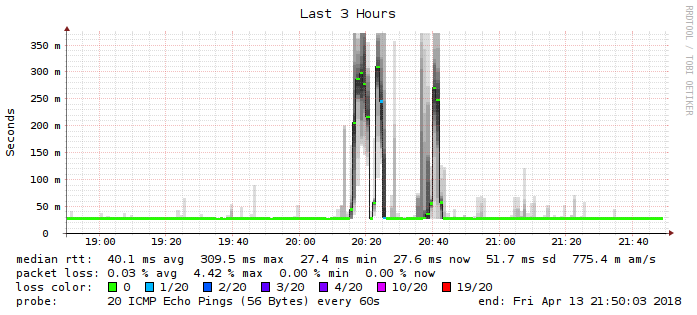 Last 3 Hours
RRDTOOL / TOBI OETIKER
Seconds
350 m
300 m
250 m
200 m
150 m
100 m
50 m
0
19:00 19:20 19:40 20:00 20:20 20:40 21:00 21:20 21:40
median rtt: 40.1 ms avg 309.5 ms max 27.4 ms min 27.6 ms now 51.7 ms sd 775.4 m am/s
packet loss: 0.03 % avg 4.42 % max 0.00 % min 0.00 % now
loss color: 0 1/20 2/20 3/20 4/20 10/20 19/20
probe: 20 ICMP Echo Pings (56 Bytes) every 60s end: Fri Apr 13 21:50:03 2018